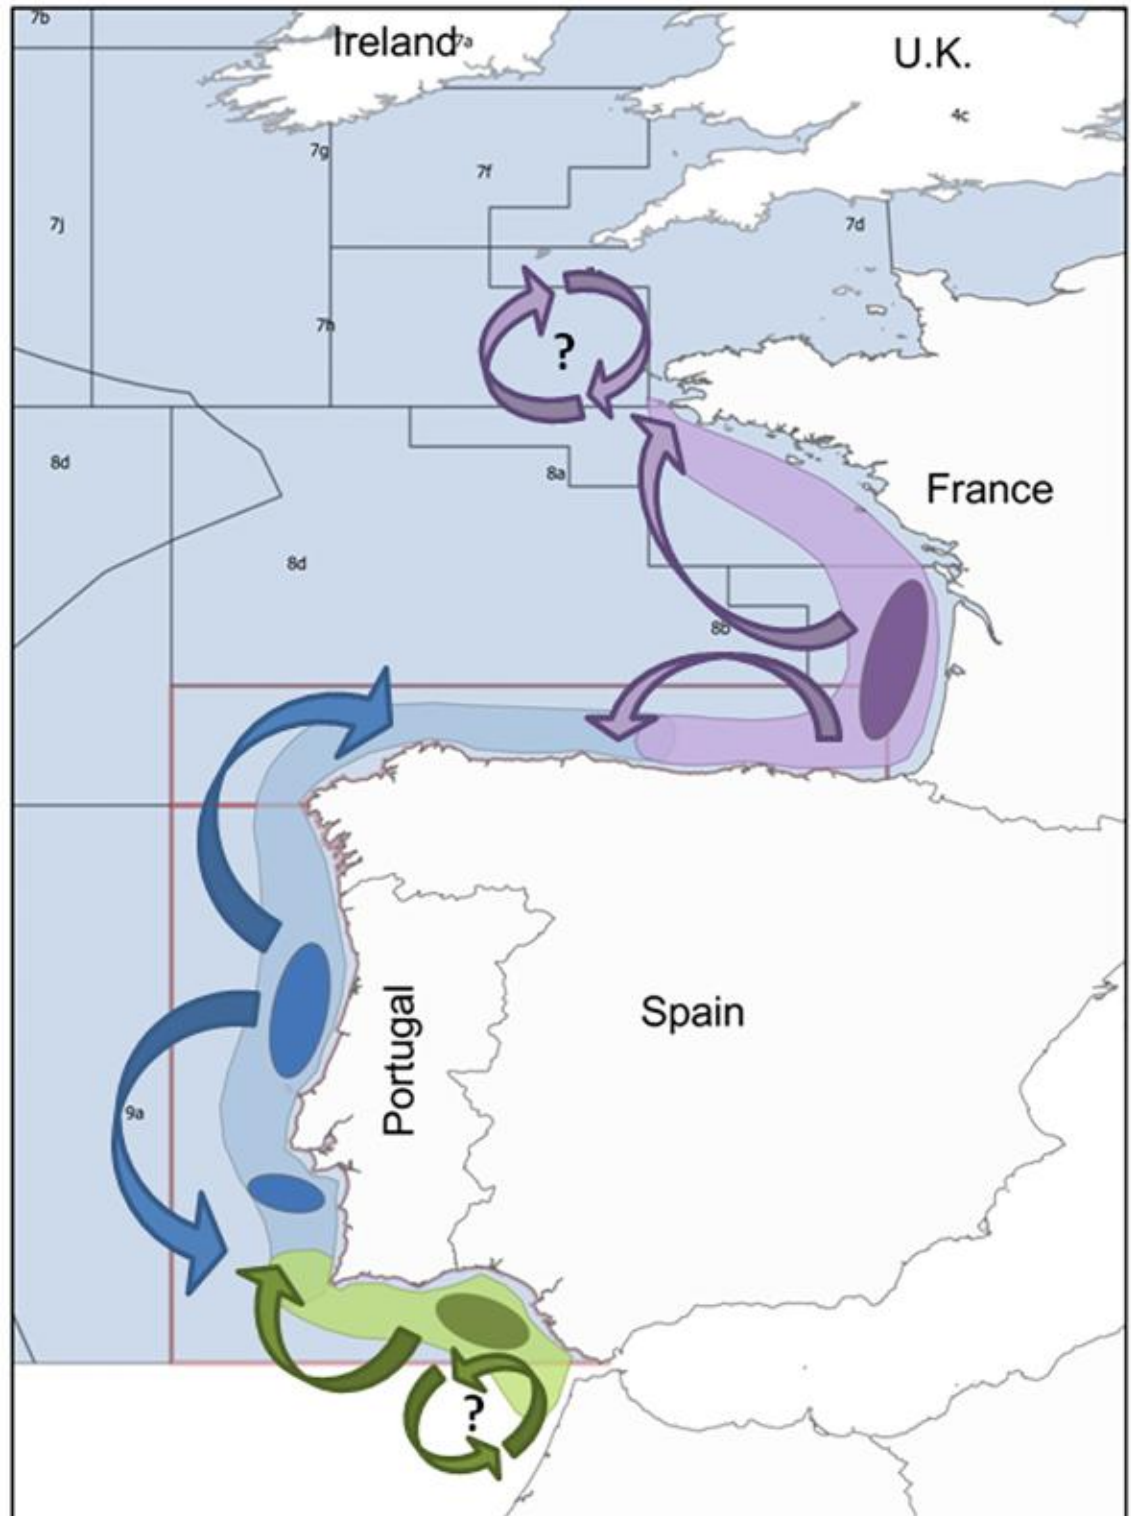 7b
Ireland
7a
U.K.
4c
7g
7f
7j
7d
7h
?
8d
8a
France
8d
8b
Portugal
Spain
9a
?